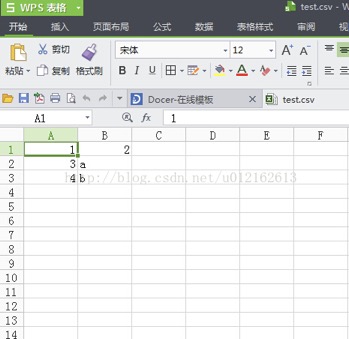 S WPS 表格
test.csv - W
开始 插入 页面布局 公式 数据 表格样式 审
粘贴 剪切 复制 格式刷 宋体 12 A+ A-
B I U A
Docer-在线模板 test.csv
A1 fx 1
A B C D E F
1 1 2
2 3 a
3 4 b
4
5
6
7
8
9
10
11
12
13
14
http://blog.csdn.net/u012162613